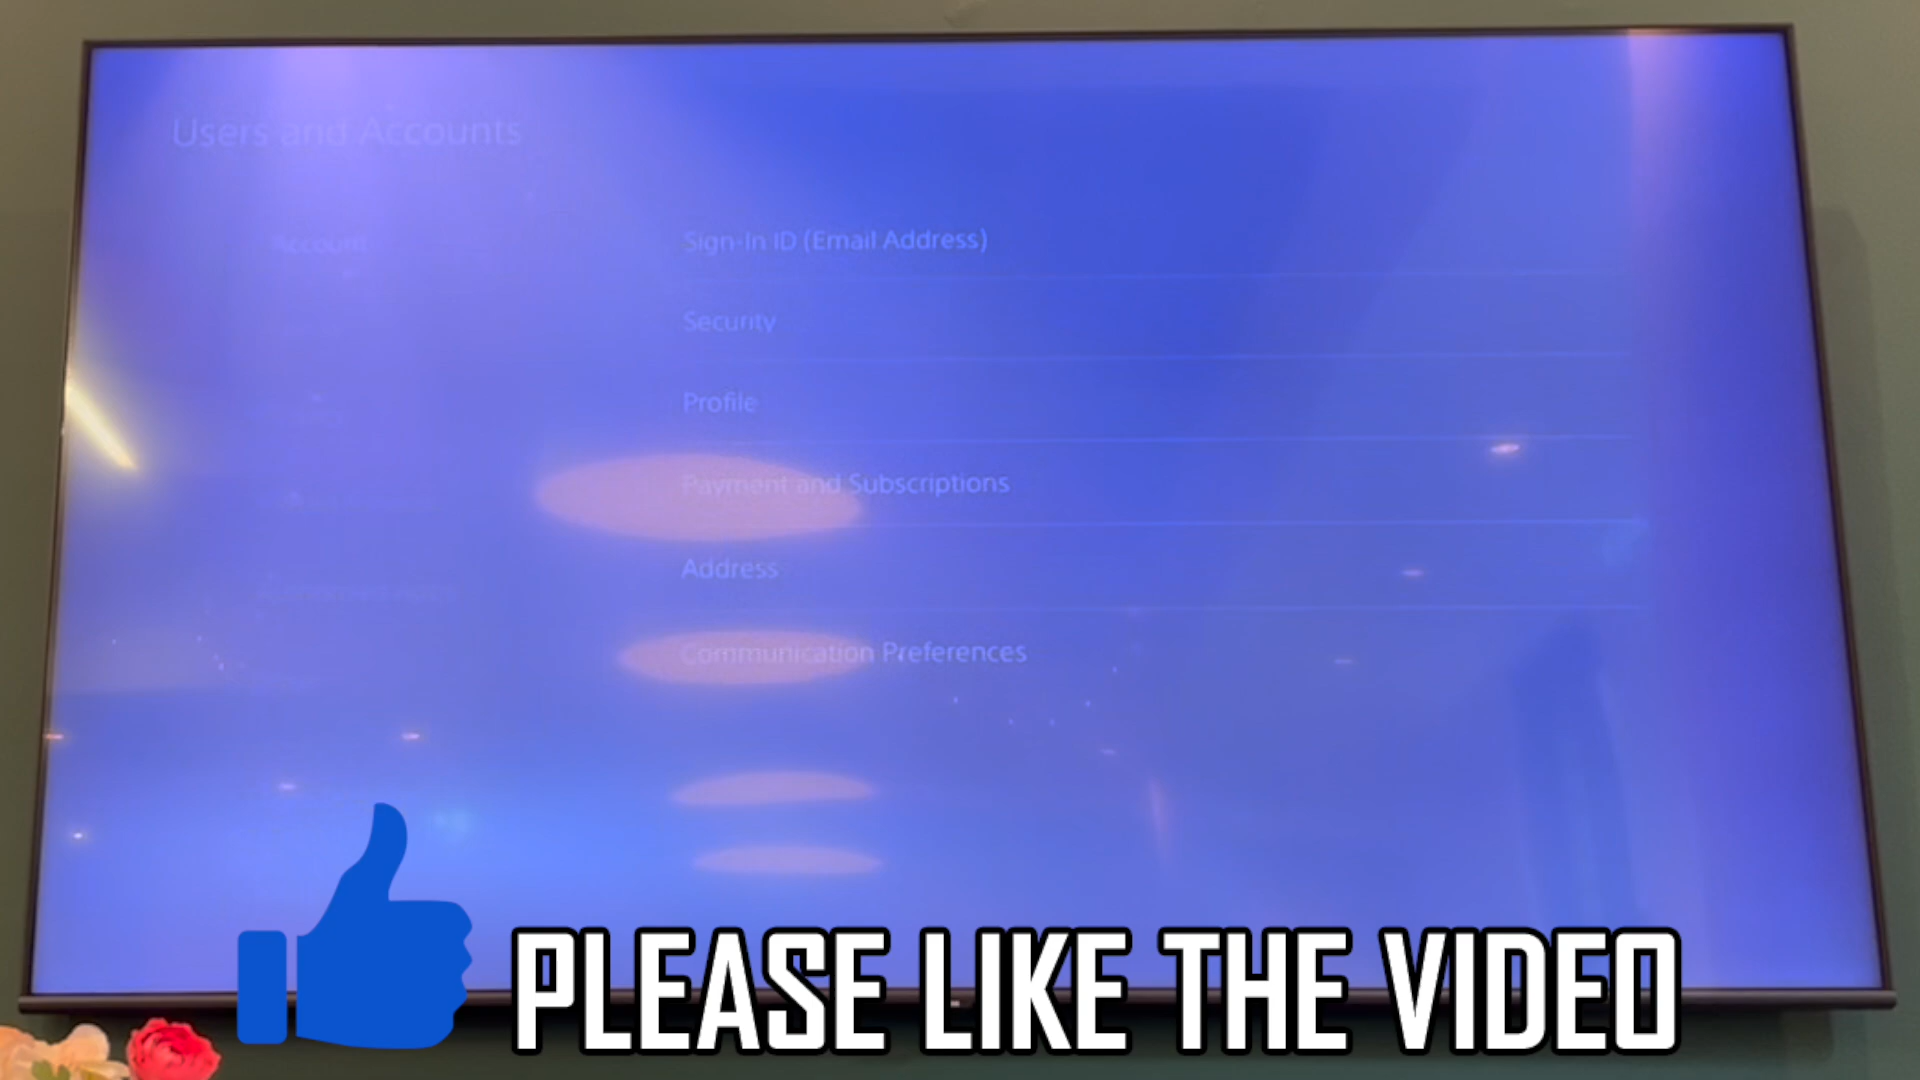 Users and Accounts
Account
Sign-In ID (Email Address)
Security
Profile
Payment and Subscriptions
Address
Communication Preferences
PLEASE LIKE THE VIDEO